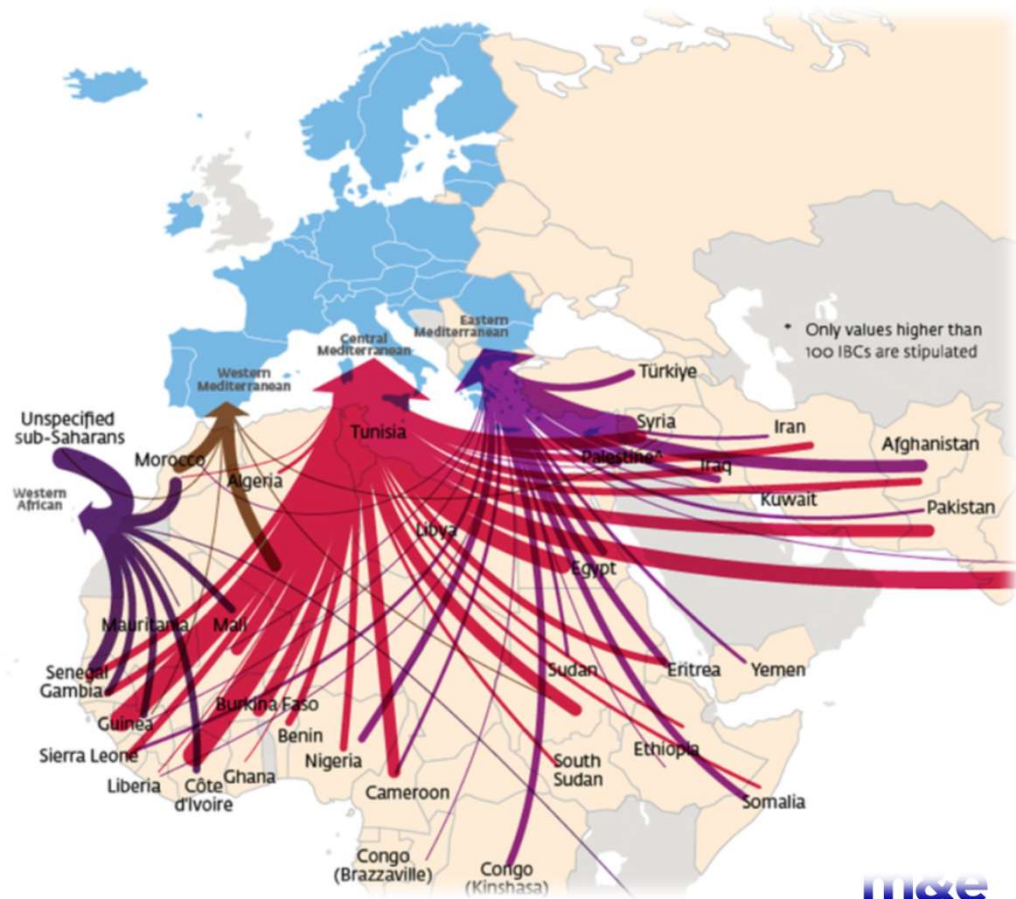 Eastern
Mediterranean
Central
Mediterranean
Western
Mediterranean
* Only values higher than
100 IBCs are stipulated
Türkiye
Unspecified
sub-Saharans
Tunisia
Syria
Iran
Afghanistan
Morocco
Palestine^
Iraq
Algeria
Western
African
Kuwait
Pakistan
Libya
Egypt
Mauritania
Mali
Senegal
Gambia
Sudan
Eritrea
Yemen
Burkina Faso
Guinea
Benin
Sierra Leone
Nigeria
Ethiopia
South
Sudan
Liberia
Côte
d'Ivoire
Ghana
Cameroon
Somalia
Congo
(Brazzaville)
Congo
(Kinshasa)
m&e